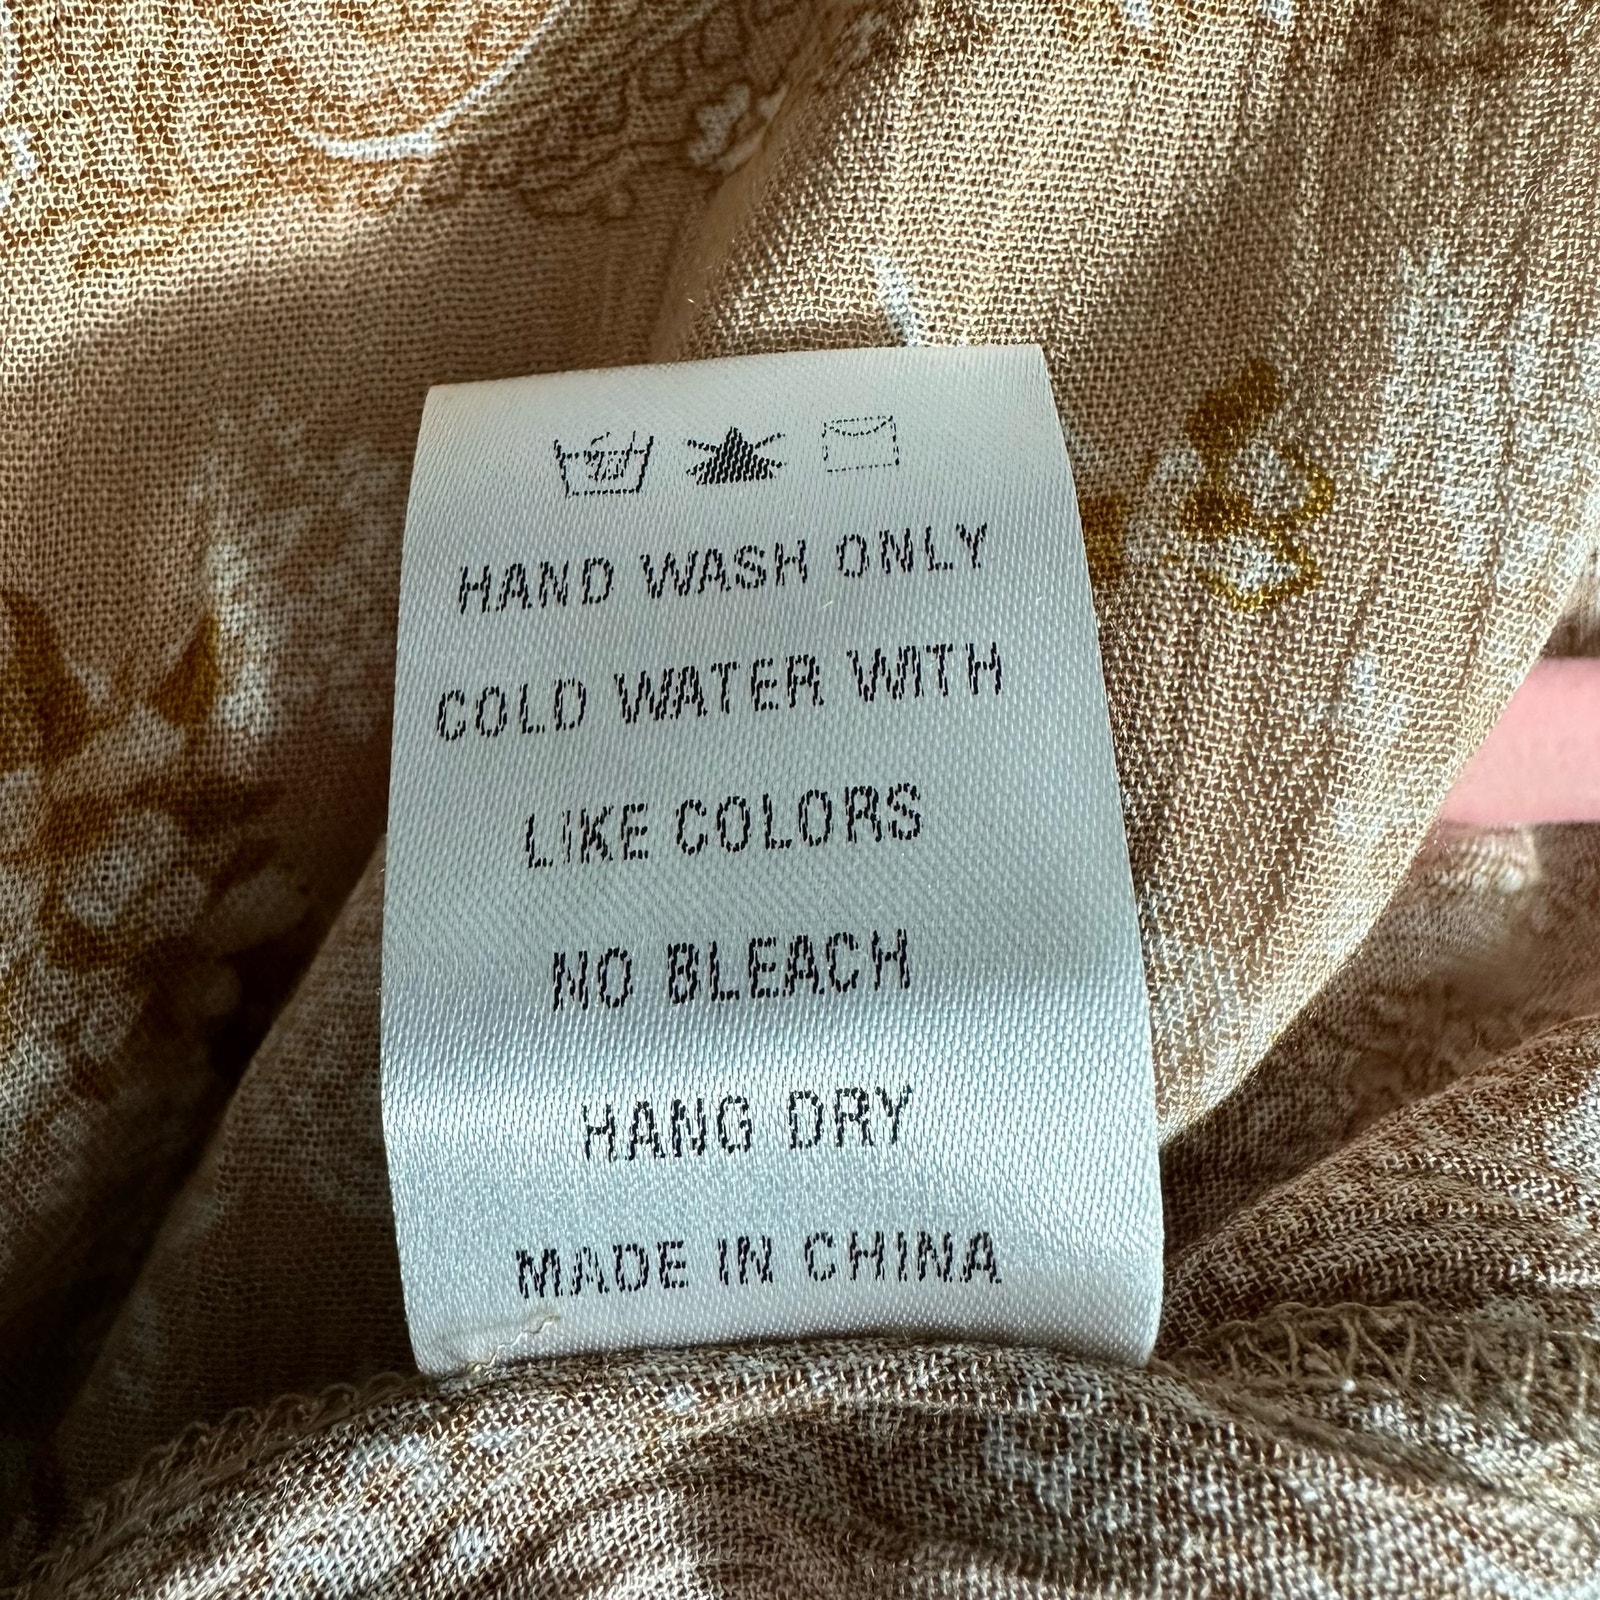 HAND WASH ONLY
COLD WATER WITH
LIKE COLORS
NO BLEACH
HANG DRY
MADE IN CHINA